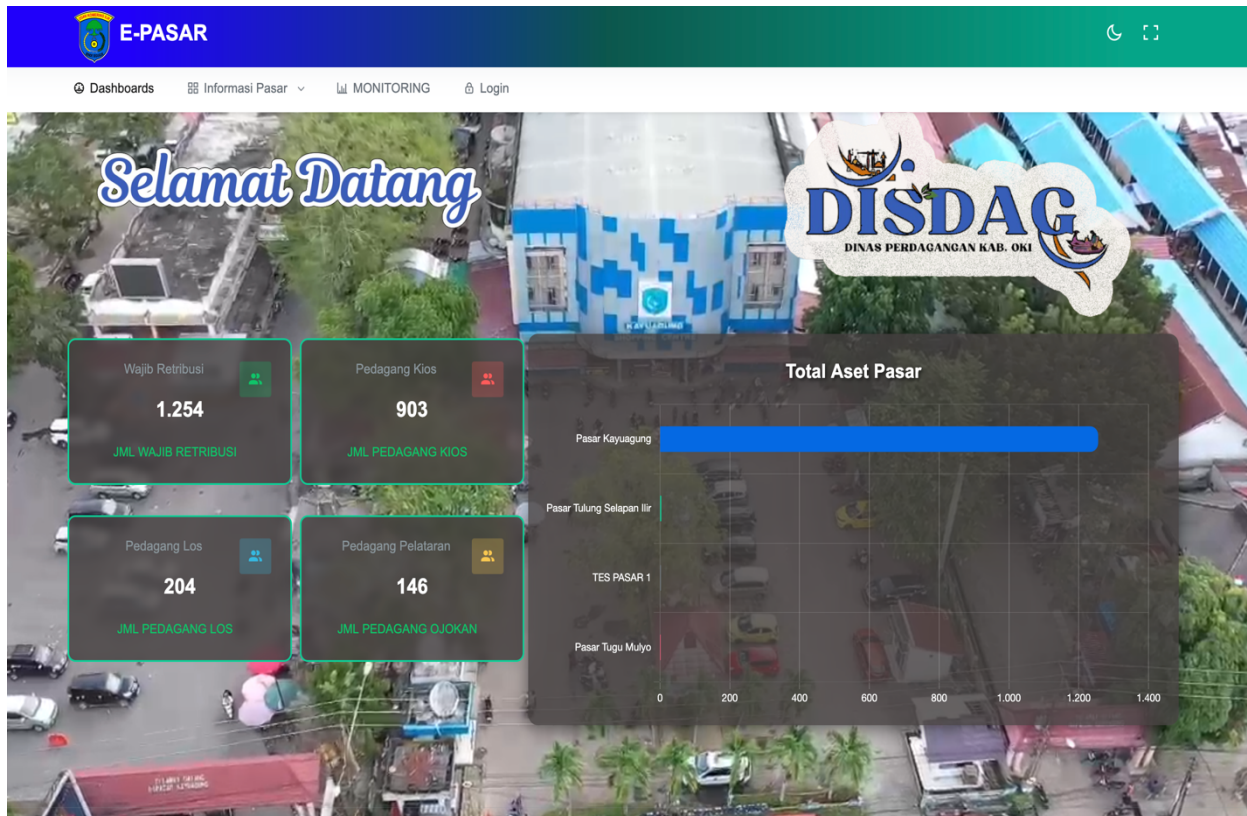 E-PASAR
Dashboards
Informasi Pasar
MONITORING
Login
Selamat Datang
DISDAG
DINAS PERDAGANGAN KAB. OKI
KAYUAGUNG
Wajib Retribusi
1.254
JML WAJIB RETRIBUSI
Pedagang Kios
903
JML PEDAGANG KIOS
Pedagang Los
204
JML PEDAGANG LOS
Pedagang Pelataran
146
JML PEDAGANG OJOKAN
Total Aset Pasar
Pasar Kayuagung
Pasar Tulung Selapan Ilir
TES PASAR 1
Pasar Tugu Mulyo
0 200 400 600 800 1.000 1.200 1.400